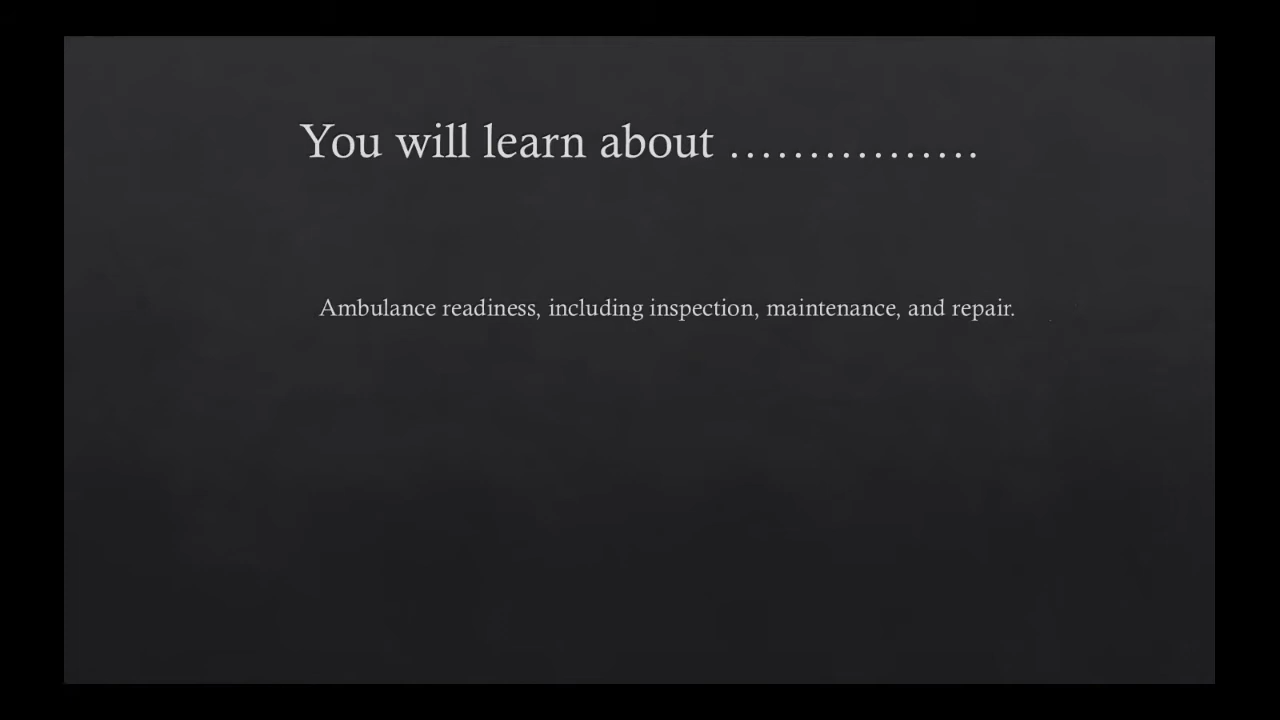 You will learn about ................
Ambulance readiness, including inspection, maintenance, and repair.